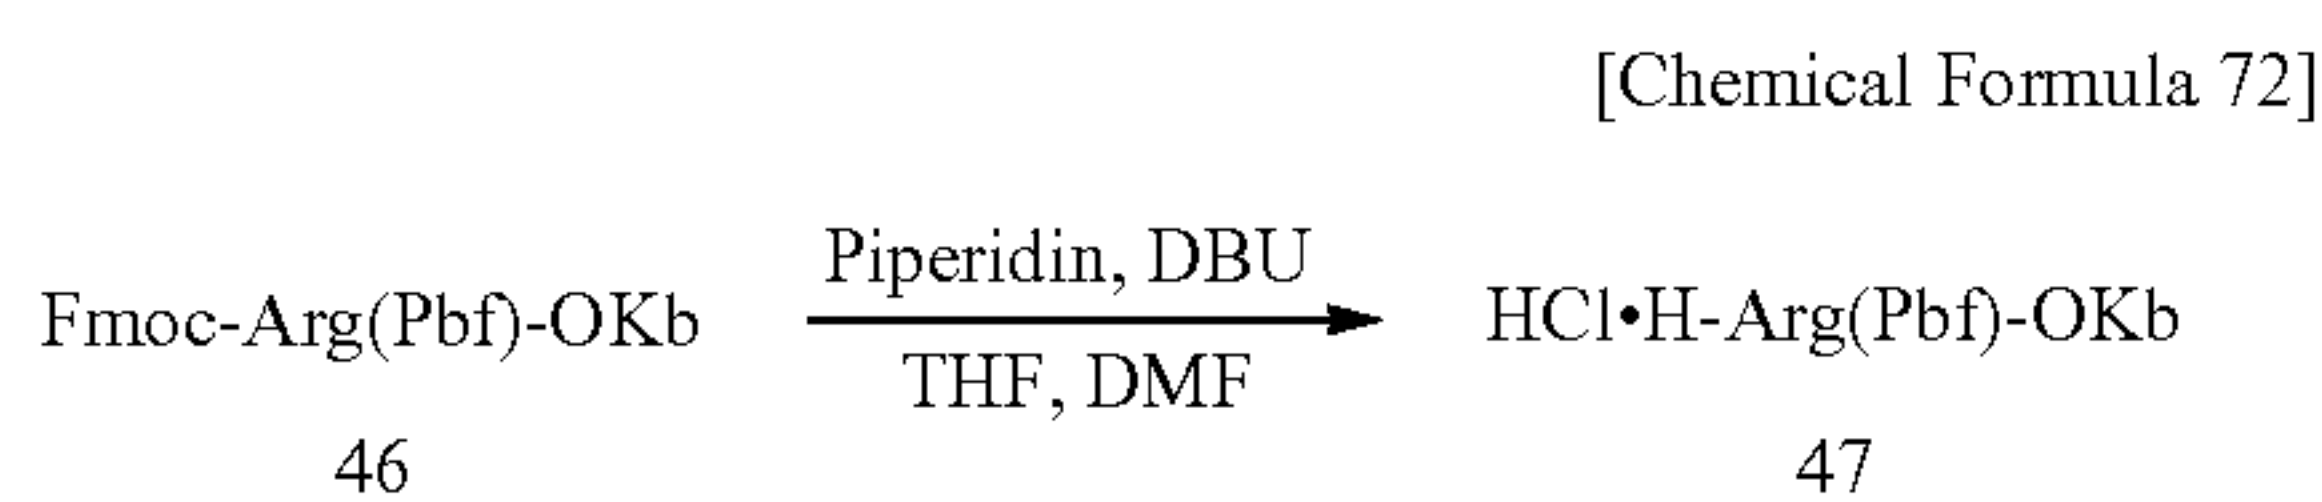 [Chemical Formula 72]
Piperidin, DBU
Fmoc-Arg(Pbf)-OKb HCl•H-Arg(Pbf)-OKb
THF, DMF
46 47